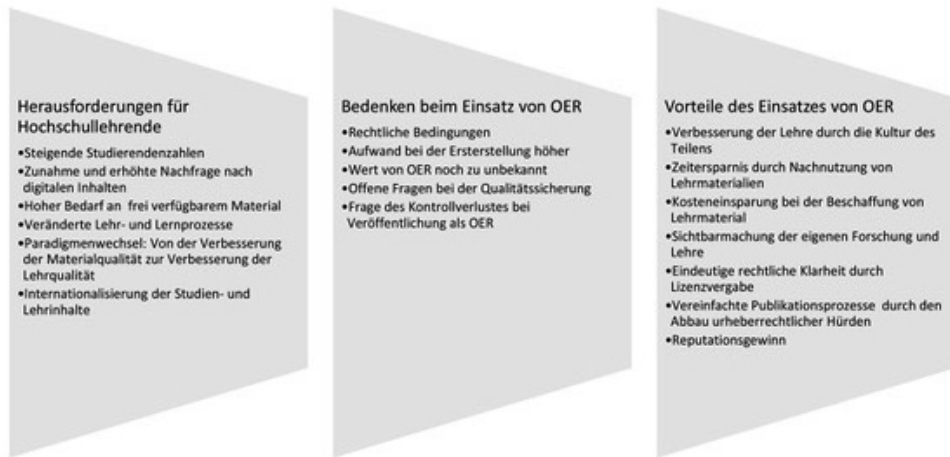 Herausforderungen für
Hochschullehrende
•Steigende Studierendenzahlen
•Zunahme und erhöhte Nachfrage nach
digitalen Inhalten
•Hoher Bedarf an frei verfügbarem Material
•Veränderte Lehr- und Lernprozesse
•Paradigmenwechsel: Von der Verbesserung
der Materialqualität zur Verbesserung der
Lehrqualität
•Internationalisierung der Studien- und
Lehrinhalte
Bedenken beim Einsatz von OER
•Rechtliche Bedingungen
•Aufwand bei der Ersterstellung höher
•Wert von OER noch zu unbekannt
•Offene Fragen bei der Qualitätssicherung
•Frage des Kontrollverlustes bei
Veröffentlichung als OER
Vorteile des Einsatzes von OER
•Verbesserung der Lehre durch die Kultur des
Teilens
•Zeitersparnis durch Nachnutzung von
Lehrmaterialien
•Kosteneinsparung bei der Beschaffung von
Lehrmaterial
•Sichtbarmachung der eigenen Forschung und
Lehre
•Eindeutige rechtliche Klarheit durch
Lizenzvergabe
•Vereinfachte Publikationsprozesse durch den
Abbau urheberrechtlicher Hürden
•Reputationsgewinn